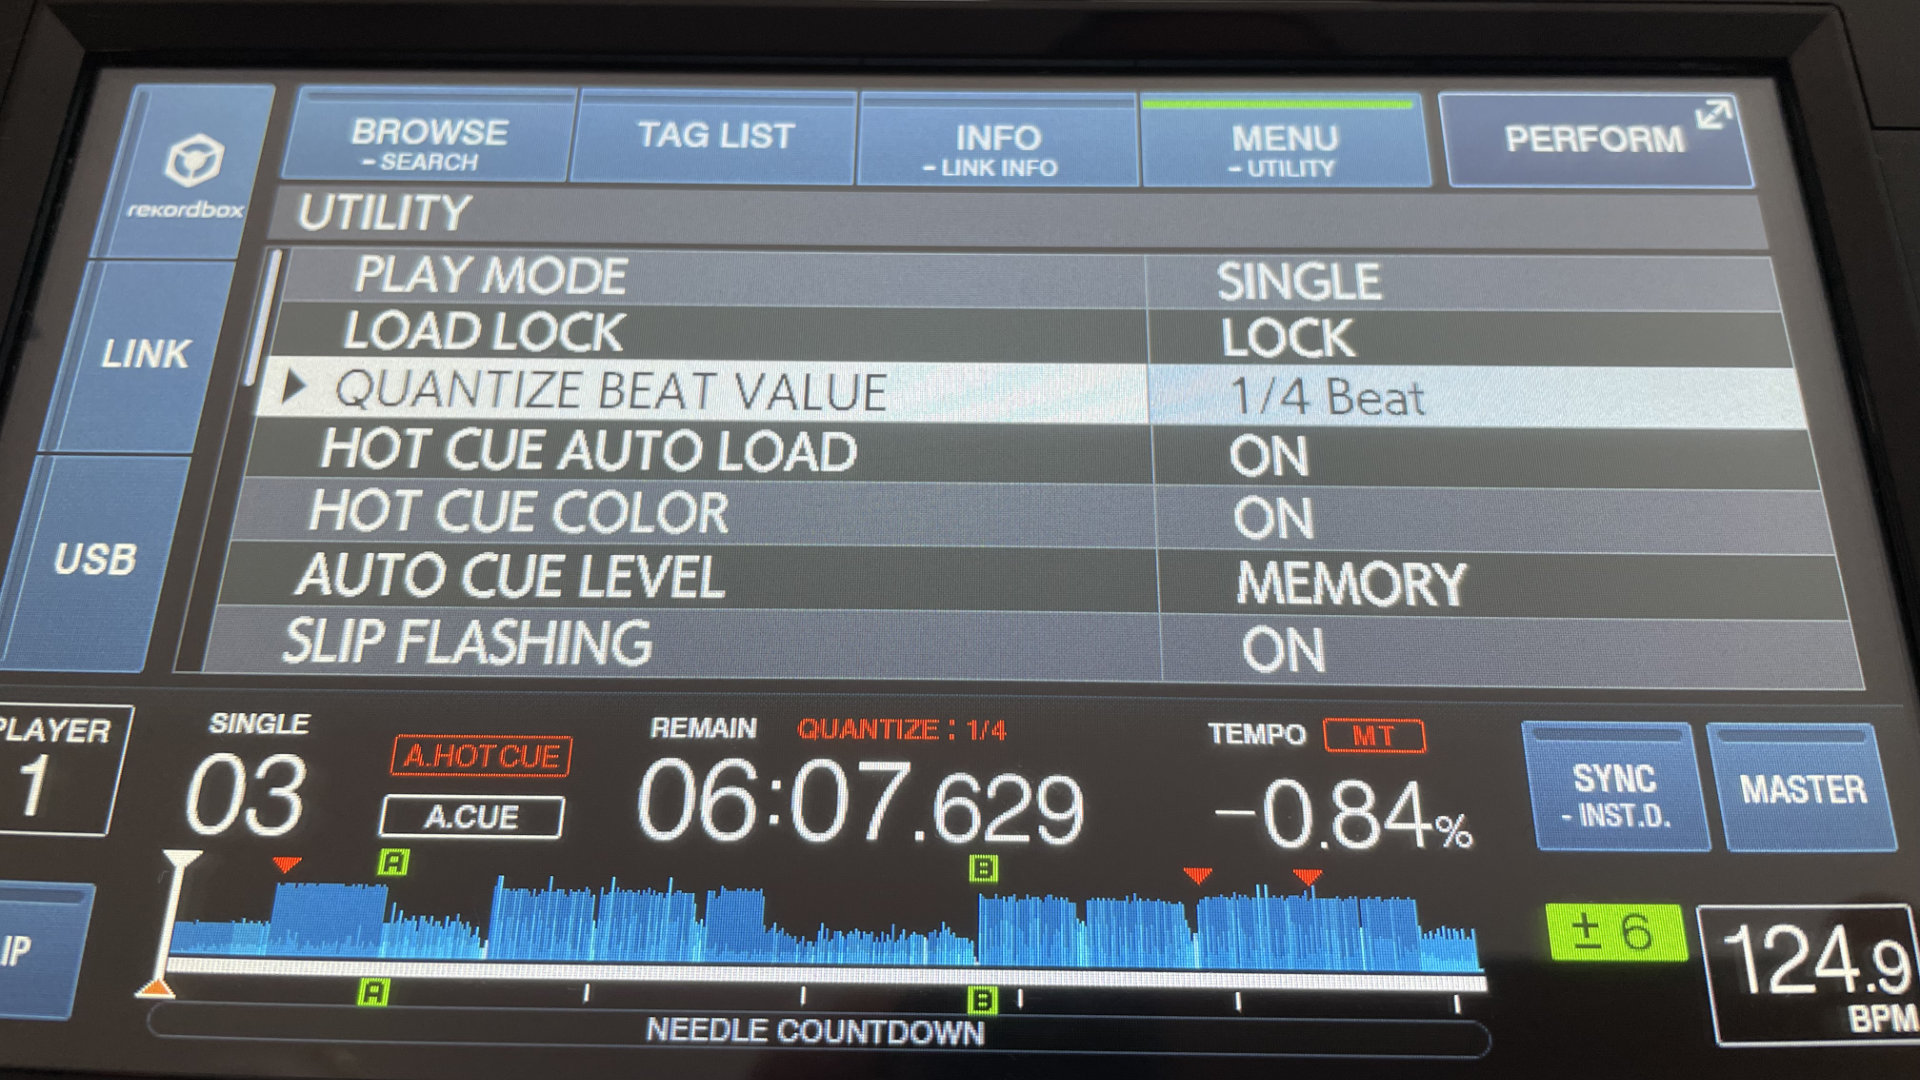 rekordbox
LINK
USB
BROWSE
- SEARCH
TAG LIST
INFO
- LINK INFO
MENU
- UTILITY
PERFORM
UTILITY
PLAY MODE SINGLE
LOAD LOCK LOCK
QUANTIZE BEAT VALUE 1/4 Beat
HOT CUE AUTO LOAD ON
HOT CUE COLOR ON
AUTO CUE LEVEL MEMORY
SLIP FLASHING ON
PLAYER
1
SINGLE
03
A.HOT CUE
A.CUE
REMAIN QUANTIZE : 1/4
06:07.629
TEMPO MT
-0.84%
SYNC
- INST.D.
MASTER
A B
IP
A B
± 6
124.9
BPM
NEEDLE COUNTDOWN